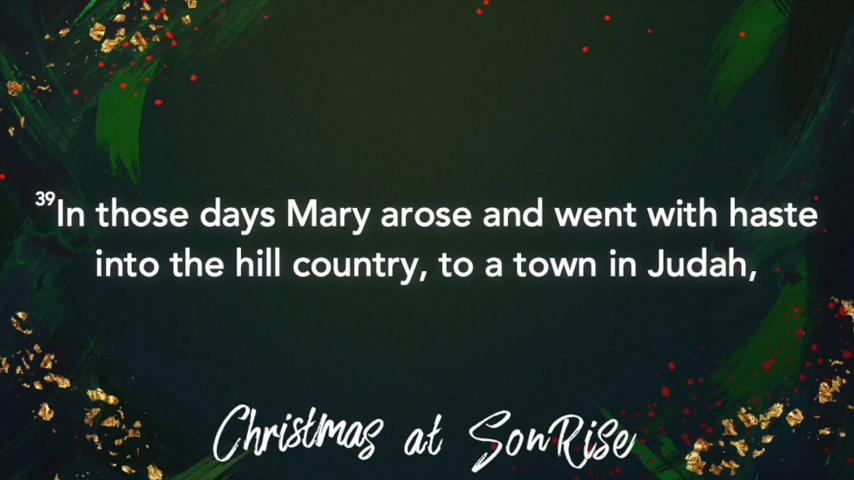 39In those days Mary arose and went with haste
into the hill country, to a town in Judah,
Christmas at SonRise